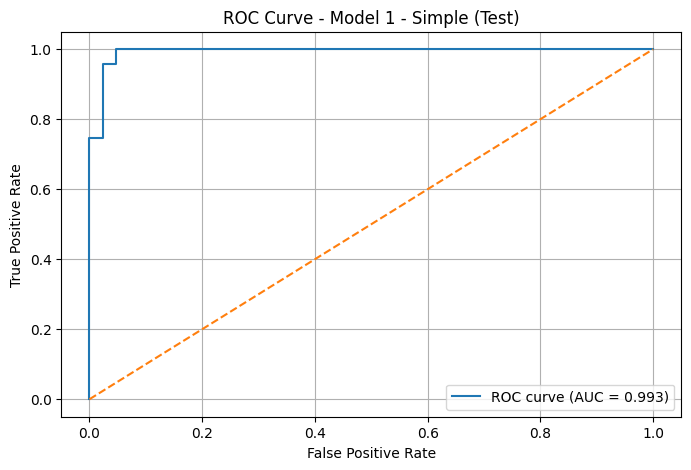 ROC Curve - Model 1 - Simple (Test)
True Positive Rate
1.0
0.8
0.6
0.4
0.2
0.0
ROC curve (AUC = 0.993)
0.0 0.2 0.4 0.6 0.8 1.0
False Positive Rate